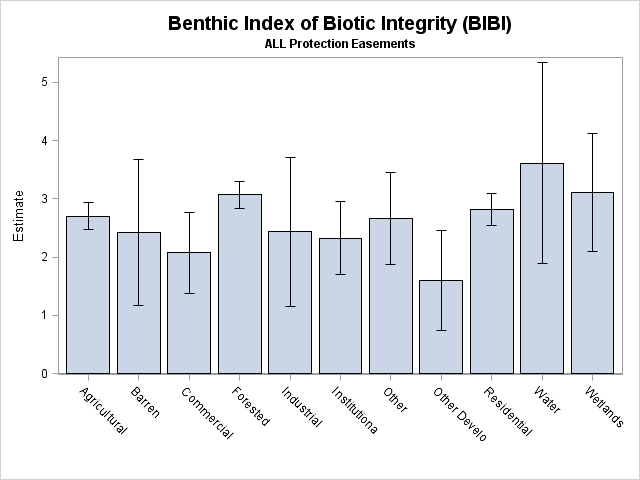 Benthic Index of Biotic Integrity (BIBI)
ALL Protection Easements
5
4
3
2
1
0
Estimate
Agricultural
Barren
Commercial
Forested
Industrial
Institutiona
Other
Other Develo
Residential
Water
Wetlands